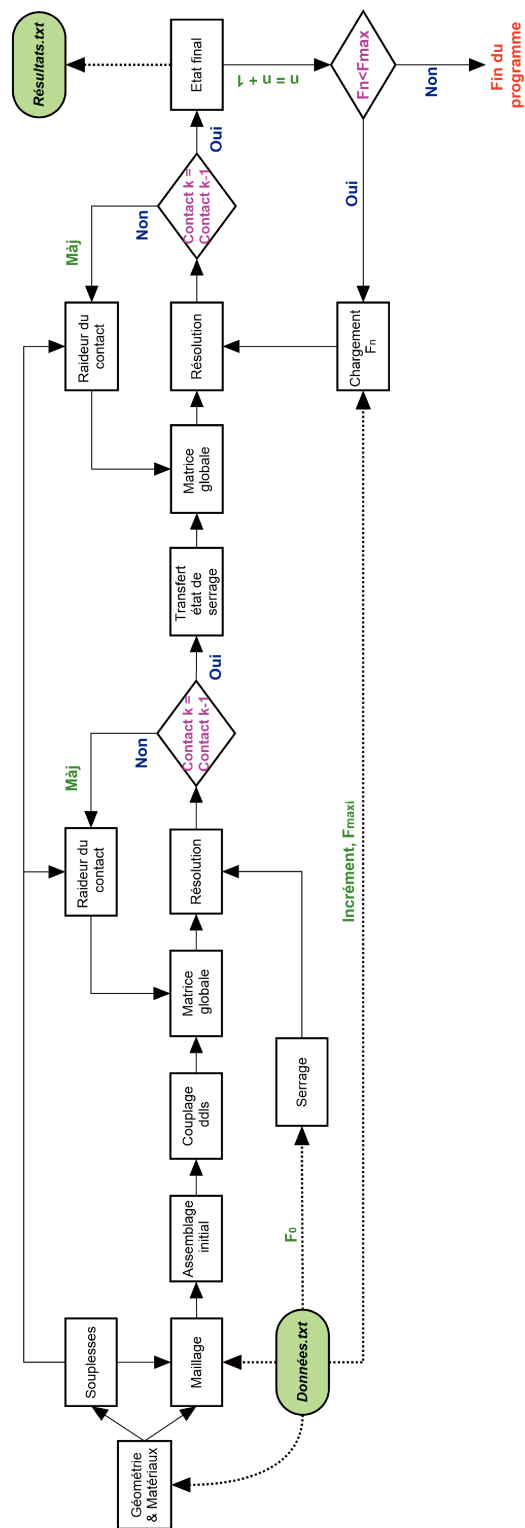 Géométrie
& Matériaux
Souplesses
Maillage
Données.txt
Assemblage
initial
F0
Couplage
ddls
Serrage
Matrice
globale
Raideur du
contact
Résolution
Màj
Non
Contact k =
Contact k-1
Oui
Incrément, Fmaxi
Transfert
état de
serrage
Matrice
globale
Raideur du
contact
Résolution
Chargement
Fn
Màj
Non
Contact k =
Contact k-1
Oui
Oui
Résultats.txt
Etat final
n = n + 1
Fn<Fmax
Non
Fin du
programme